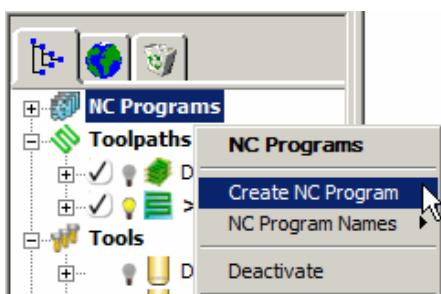 NC Programs
Toolpaths
D
>
Tools
D
NC Programs
Create NC Program
NC Program Names
Deactivate